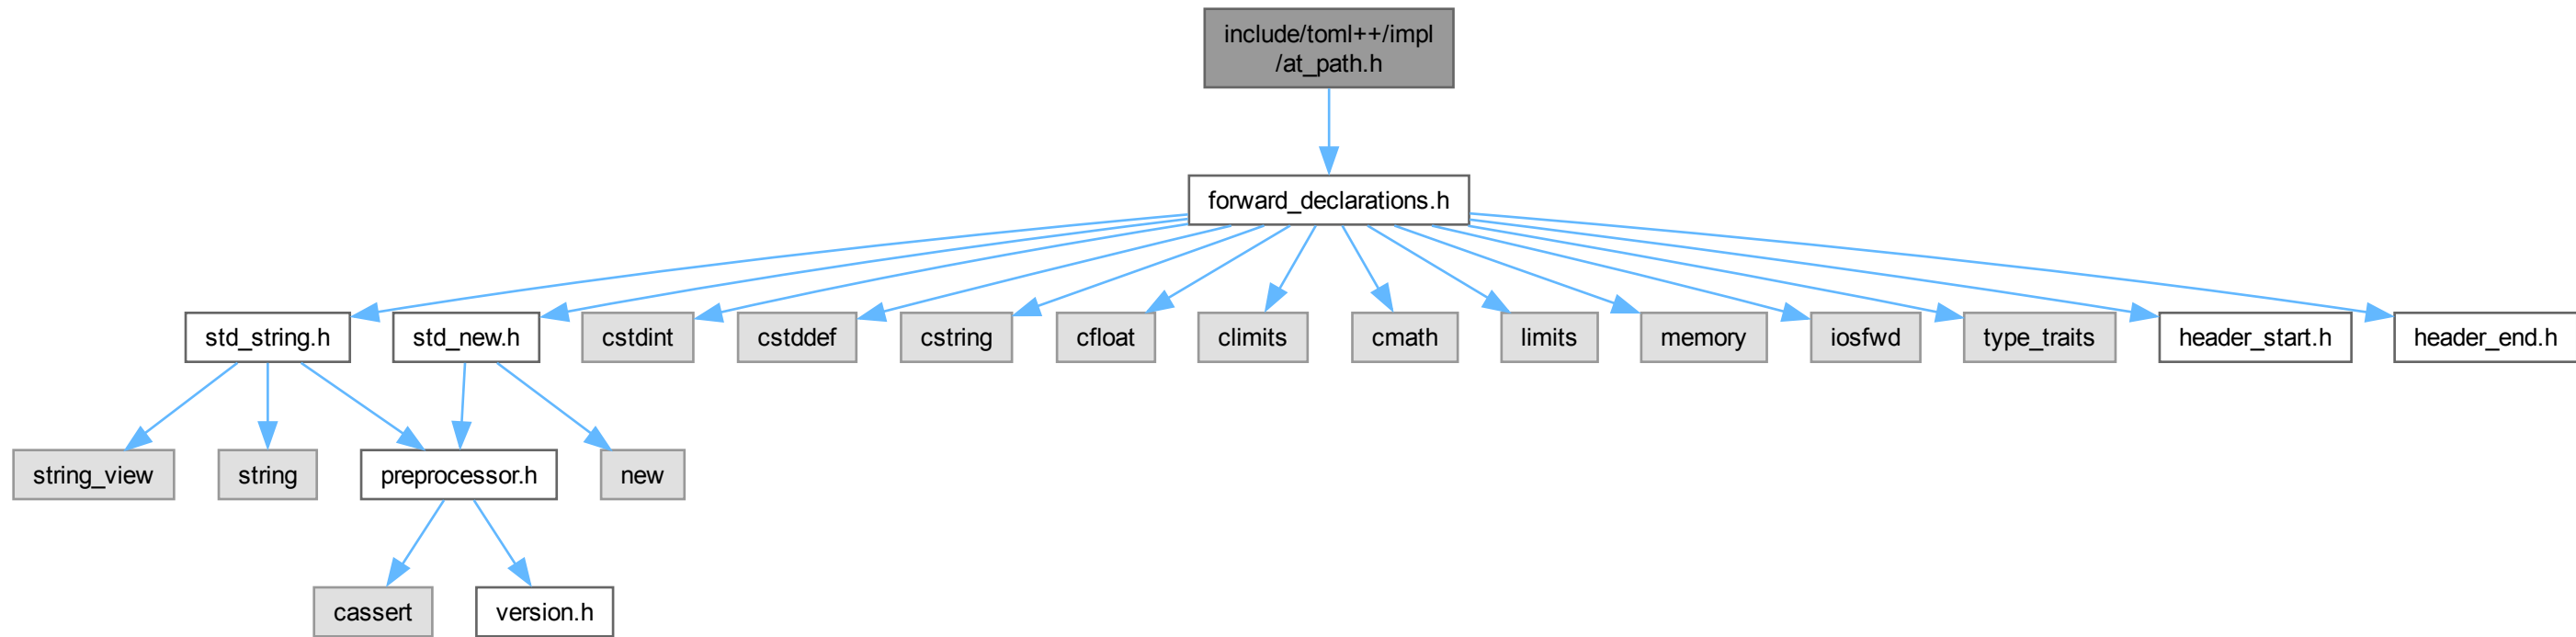 include/toml++/impl
/at_path.h
forward_declarations.h
std_string.h
std_new.h
cstdint
cstddef
cstring
cfloat
climits
cmath
limits
memory
iosfwd
type_traits
header_start.h
header_end.h
string_view
string
preprocessor.h
new
cassert
version.h